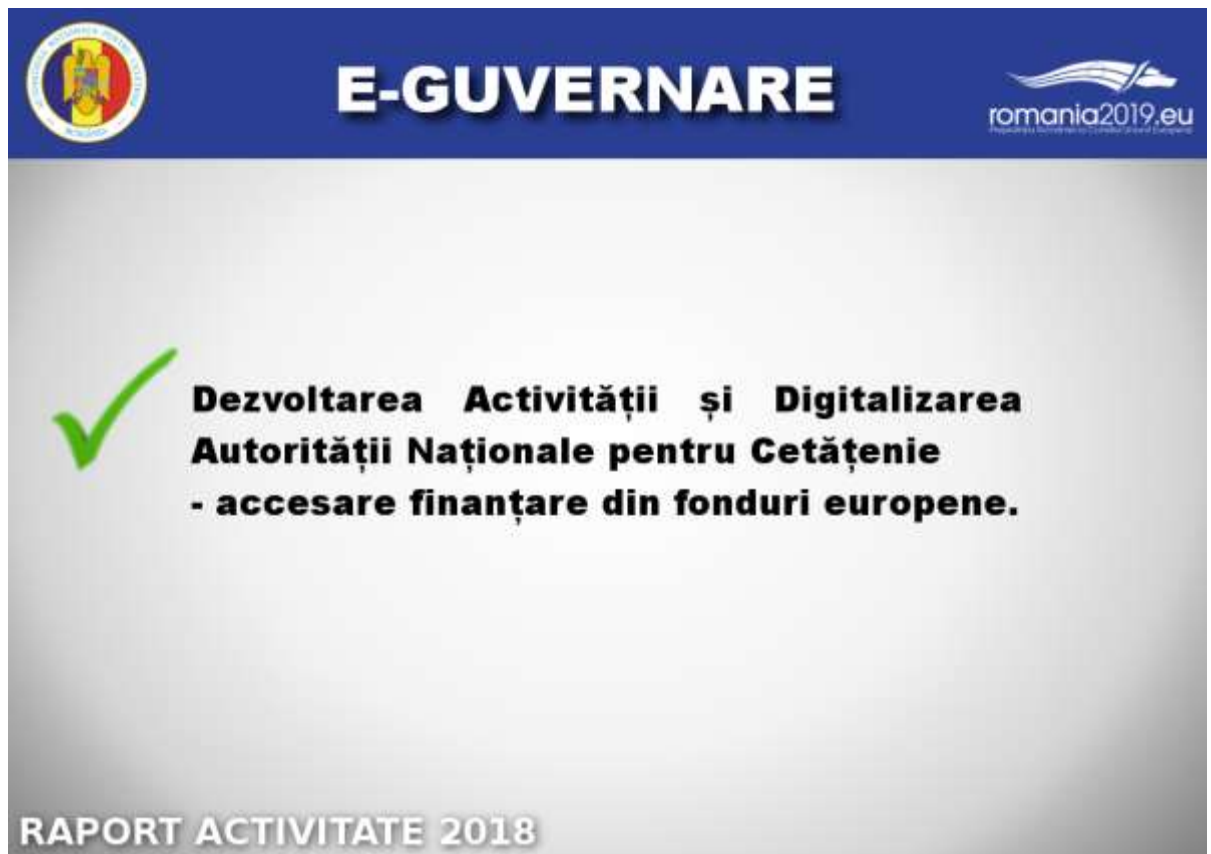 E-GUVERNARE
romania2019.eu
Dezvoltarea Activității și Digitalizarea
Autorității Naționale pentru Cetățenie
- accesare finanțare din fonduri europene.
RAPORT ACTIVITATE 2018